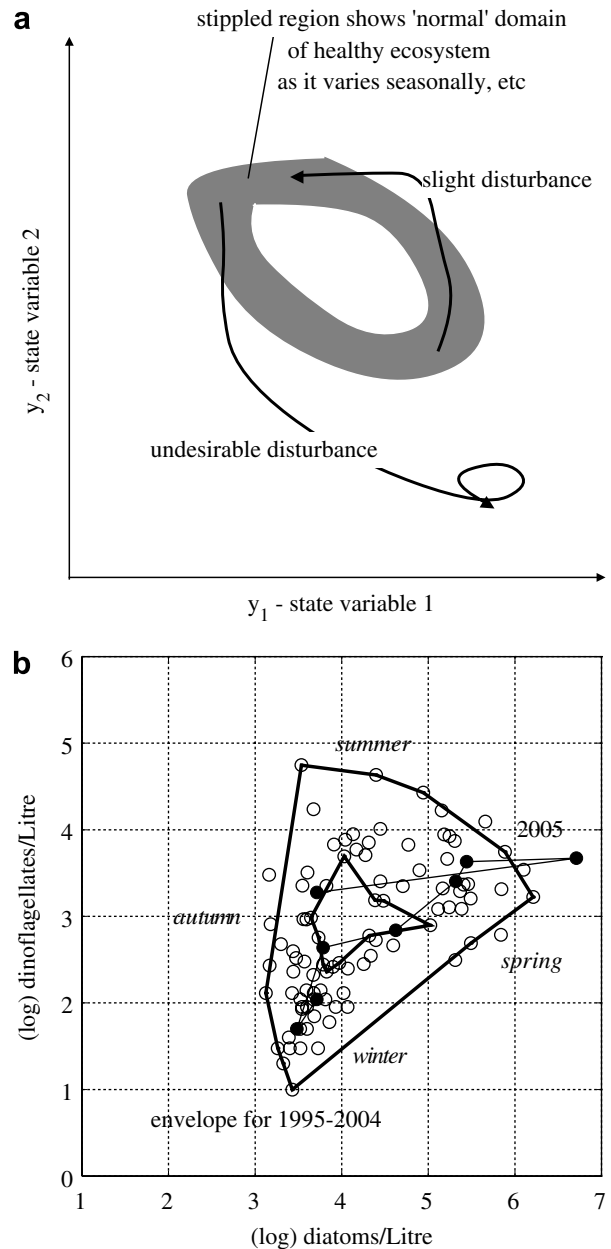 a
stippled region shows 'normal' domain
of healthy ecosystem
as it varies seasonally, etc
slight disturbance
y2 - state variable 2
undesirable disturbance
y1 - state variable 1
b
6
5
4
3
2
1
0
(log) dinoflagellates/Litre
summer
2005
autumn
spring
winter
envelope for 1995-2004
1 2 3 4 5 6 7
(log) diatoms/Litre